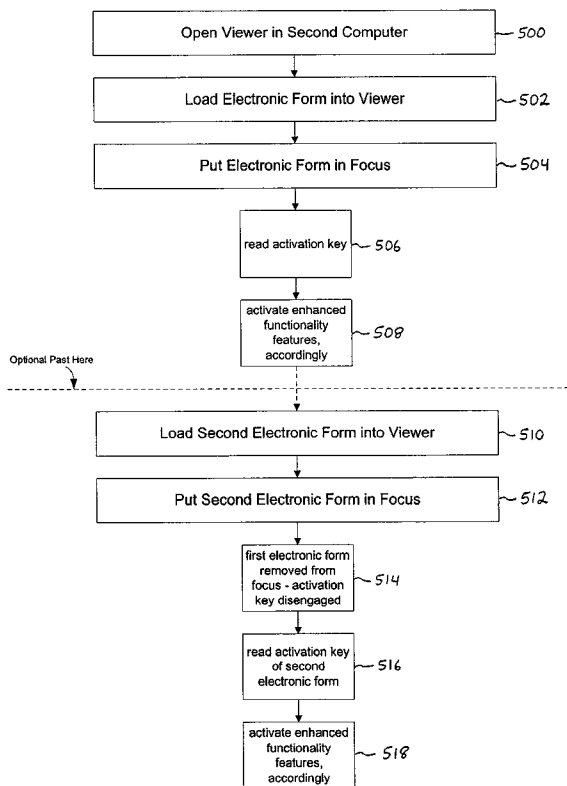 Open Viewer in Second Computer
500
Load Electronic Form into Viewer
502
Put Electronic Form in Focus
504
read activation key
506
activate enhanced
functionality
features,
accordingly
508
Optional Past Here
Load Second Electronic Form into Viewer
510
Put Second Electronic Form in Focus
512
first electronic form
removed from
focus - activation
key disengaged
514
read activation key
of second
electronic form
516
activate enhanced
functionality
features,
accordingly
518